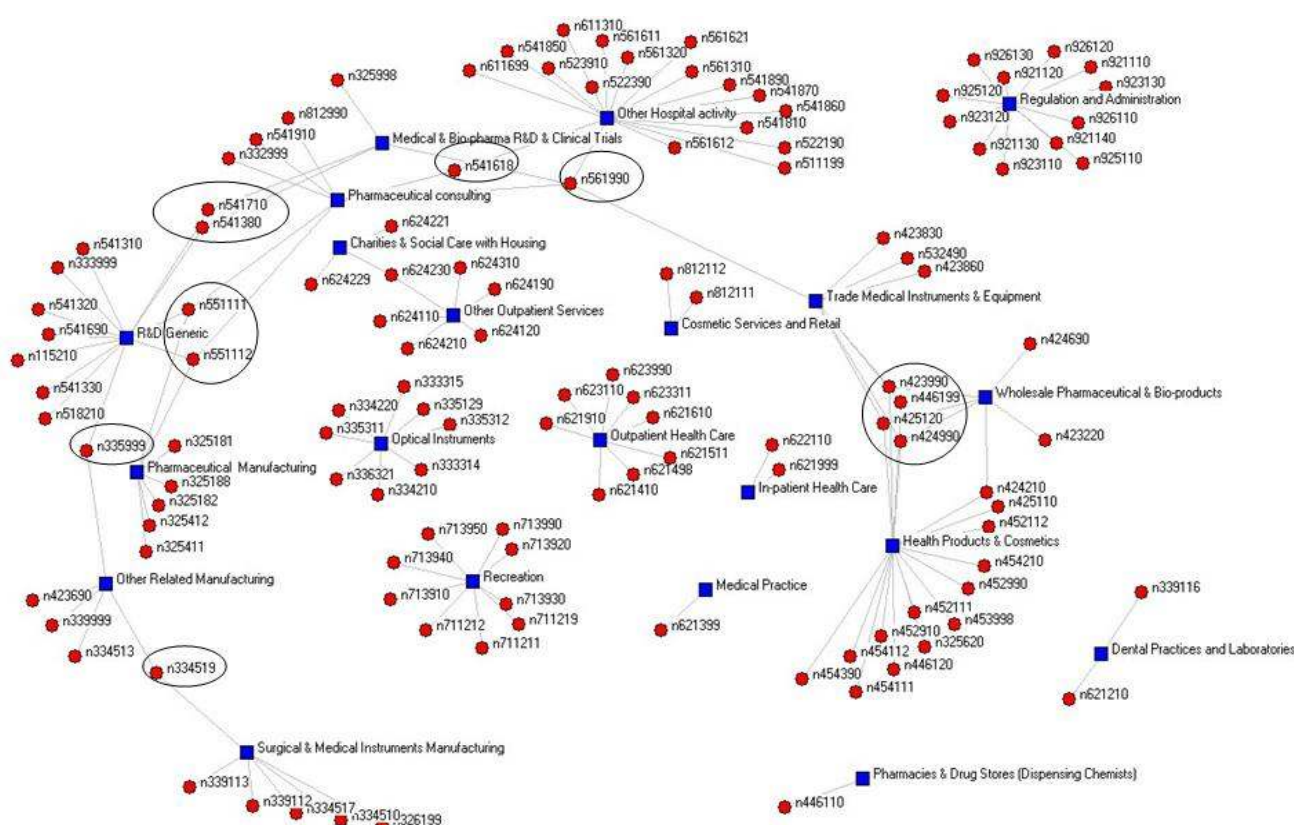 n611310
n561611
n561621
n541850
n561320
n926130
n926120
n523910
n561310
n921120
n921110
n611699
n325998
n522390
n541890
n923130
n541870
n925120
Regulation and Administration
n812990
Other Hospital activity
n541860
n926110
n541910
Medical & Bio-pharma R&D & Clinical Trials
n541810
n923120
n921140
n332999
n561612
n522190
n921130
n925110
n541618
n511199
n923110
n561990
n541710
Pharmaceutical consulting
n541380
n624221
n423830
n541310
Charities & Social Care with Housing
n532490
n333999
n624230
n624310
n812112
n423860
n624229
n624190
n812111
Trade Medical Instruments & Equipment
n541320
n551111
n624110
Other Outpatient Services
Cosmetic Services and Retail
n541690
R&D Generic
n624120
n424690
n115210
n551112
n624210
n623990
n423990
n541330
n333315
n623110
n623311
n446199
Wholesale Pharmaceutical & Bio-products
n518210
n334220
n335129
n621910
n621610
n425120
n335312
n335311
Optical Instruments
Outpatient Health Care
n622110
n424990
n423220
n335999
n325181
n621511
Pharmaceutical Manufacturing
n333314
n621498
n621999
n325188
n336321
n621410
In-patient Health Care
n424210
n325182
n334210
n425110
n325412
n713950
n713990
n452112
n325411
n713940
n713920
Health Products & Cosmetics
n454210
Other Related Manufacturing
Recreation
Medical Practice
n452990
n423690
n713910
n713930
n452111
n339116
n339999
n711212
n711219
n621399
n453998
n334513
n711211
n452910
n325620
n454112
Dental Practices and Laboratories
n334519
n446120
n454390
n454111
n621210
Surgical & Medical Instruments Manufacturing
n339113
Pharmacies & Drug Stores (Dispensing Chemists)
n339112
n446110
n334517
n334510
n326199